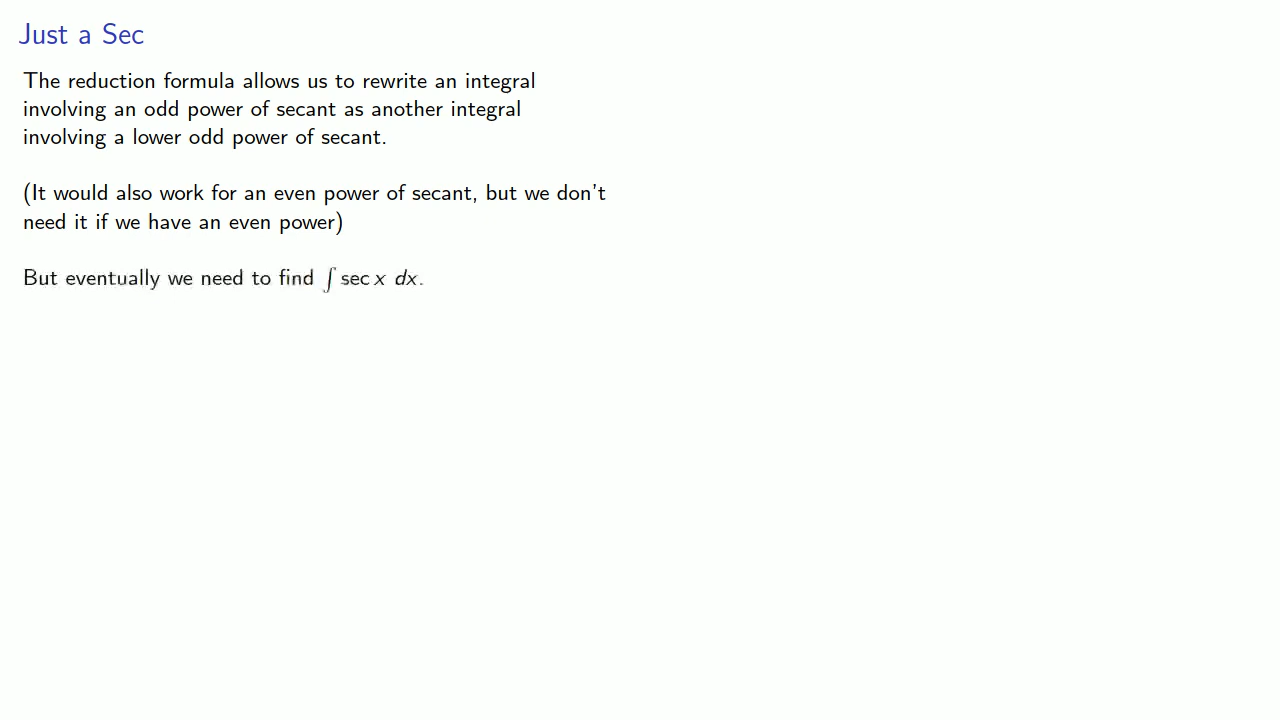 Just a Sec
The reduction formula allows us to rewrite an integral
involving an odd power of secant as another integral
involving a lower odd power of secant.
(It would also work for an even power of secant, but we don't
need it if we have an even power)
But eventually we need to find ∫ sec x dx.